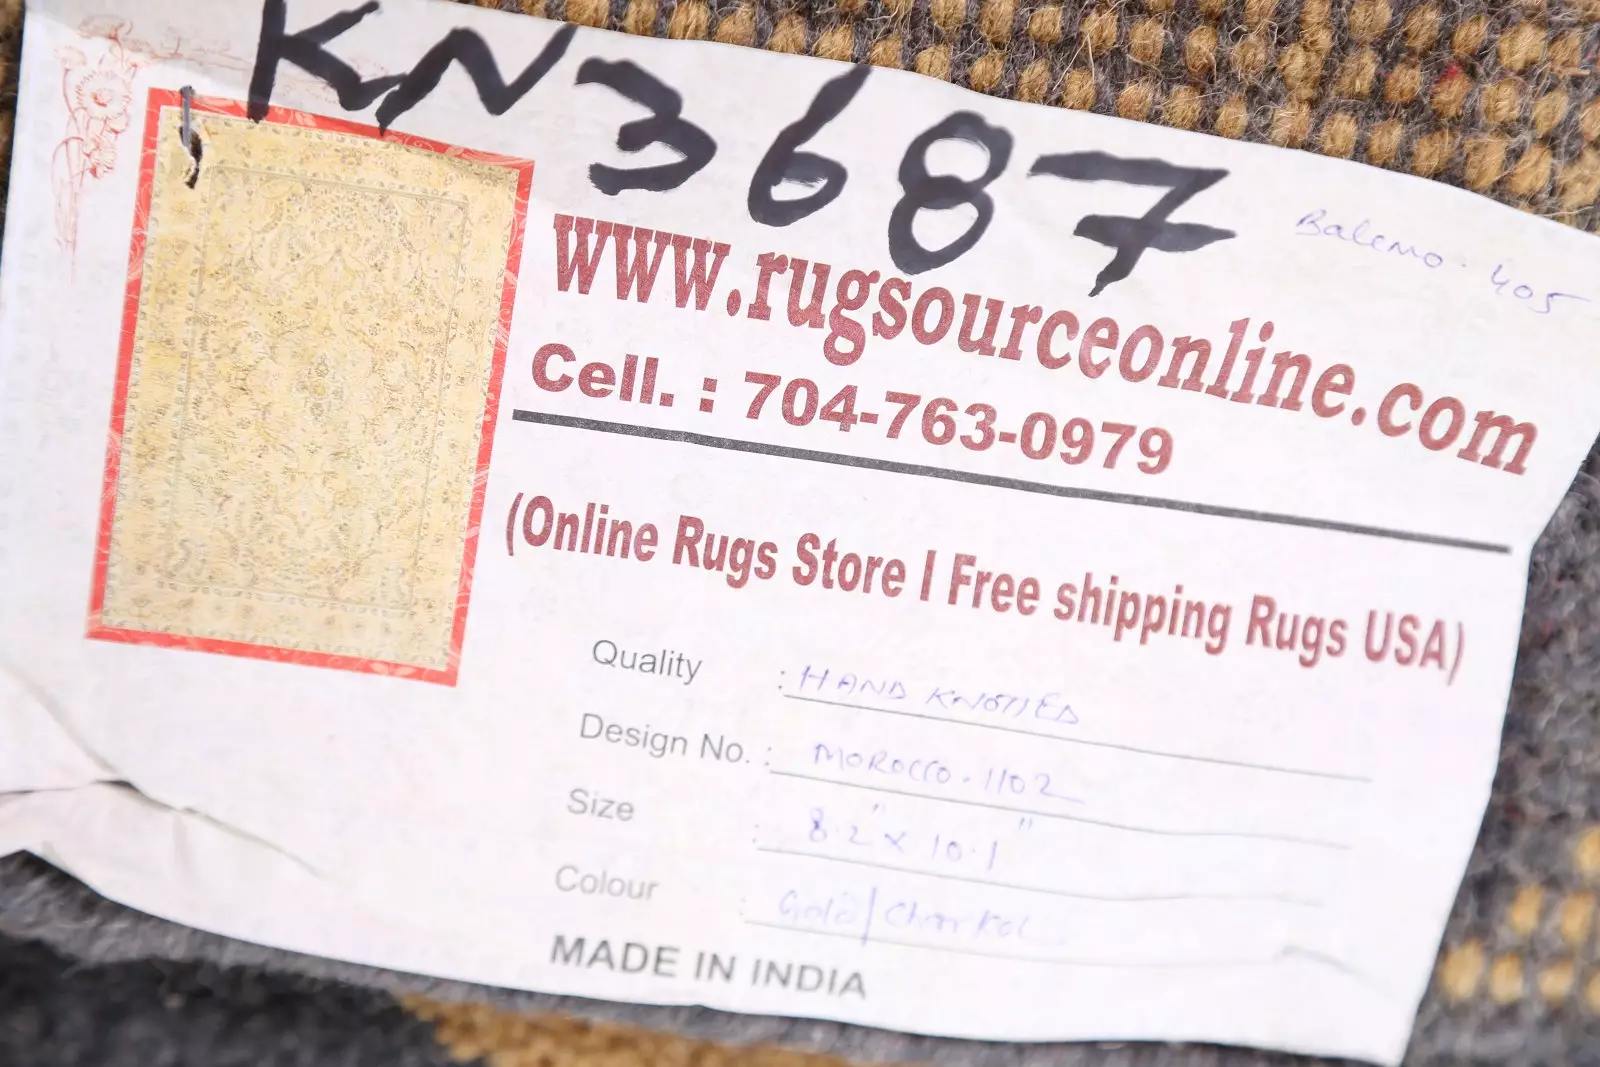 KN3687
Balemo. 405
www.rugsourceonline.com
Cell. : 704-763-0979
(Online Rugs Store I Free shipping Rugs USA)
Quality : HAND KNOTTED
Design No. : MOROCCO.1102
Size : 8.2" x 10.1"
Colour : Gold/Charkol
MADE IN INDIA